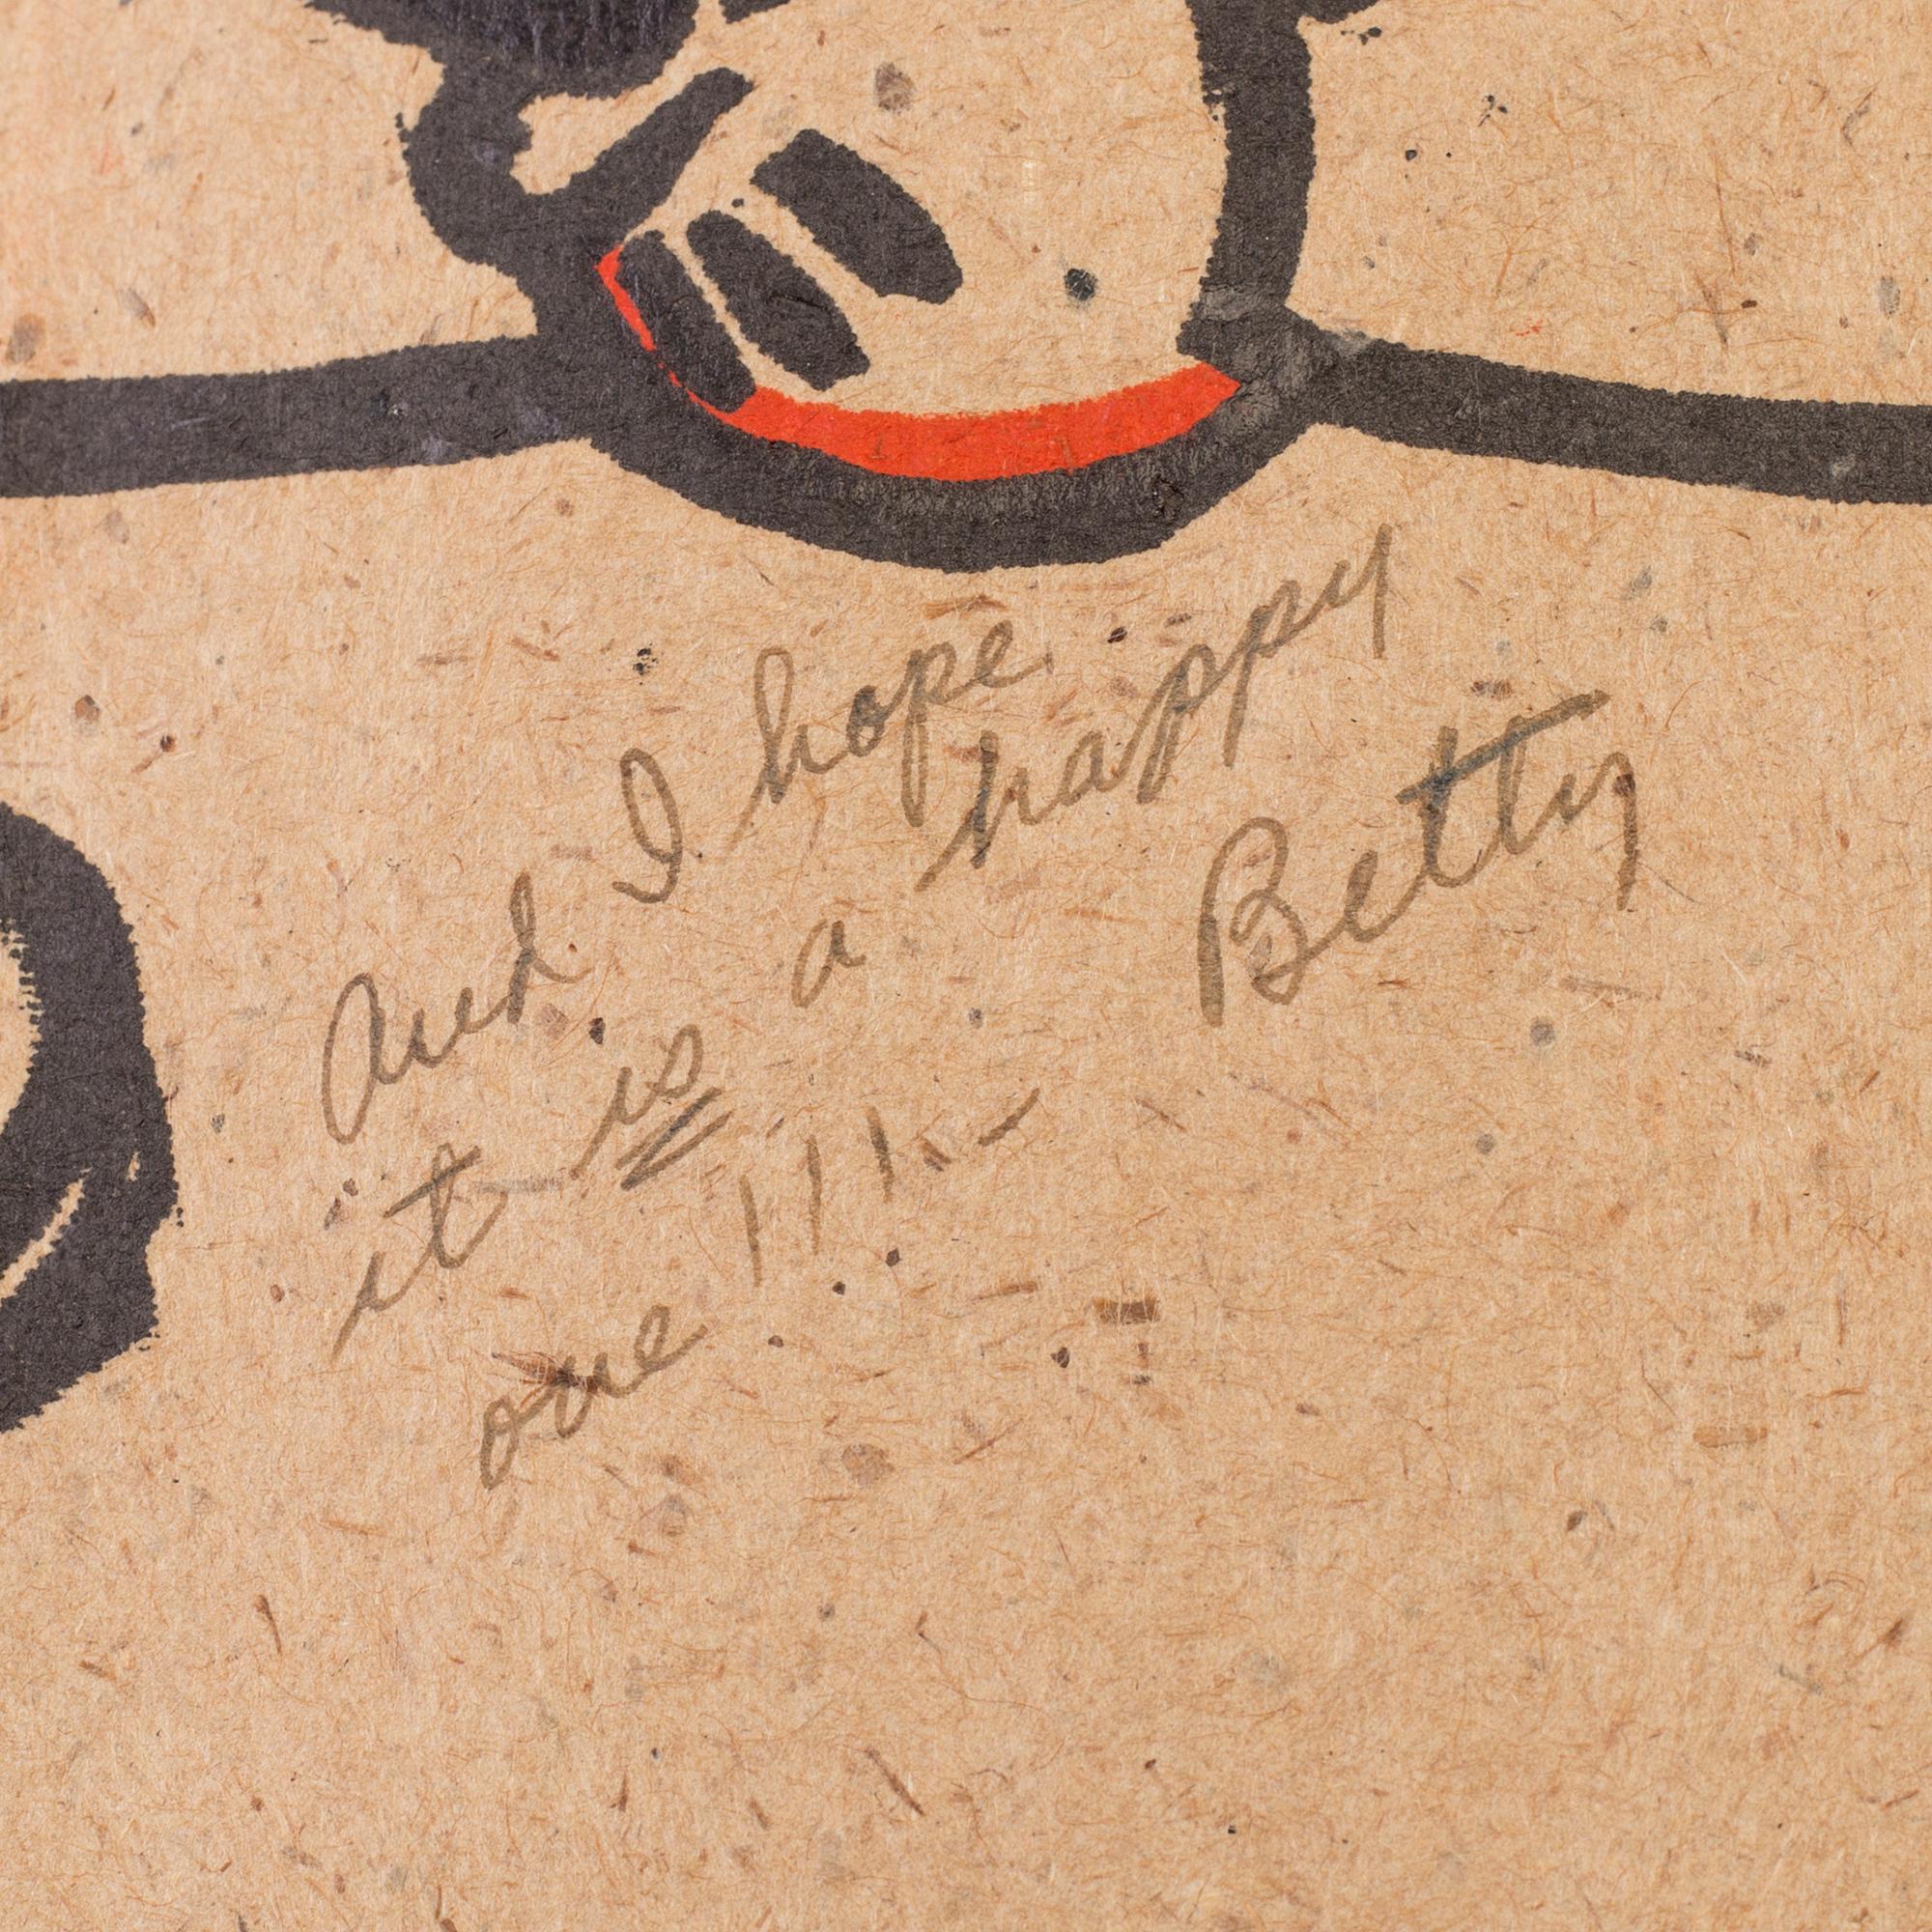 And I hope
it is a happy
one !!! –
Betty